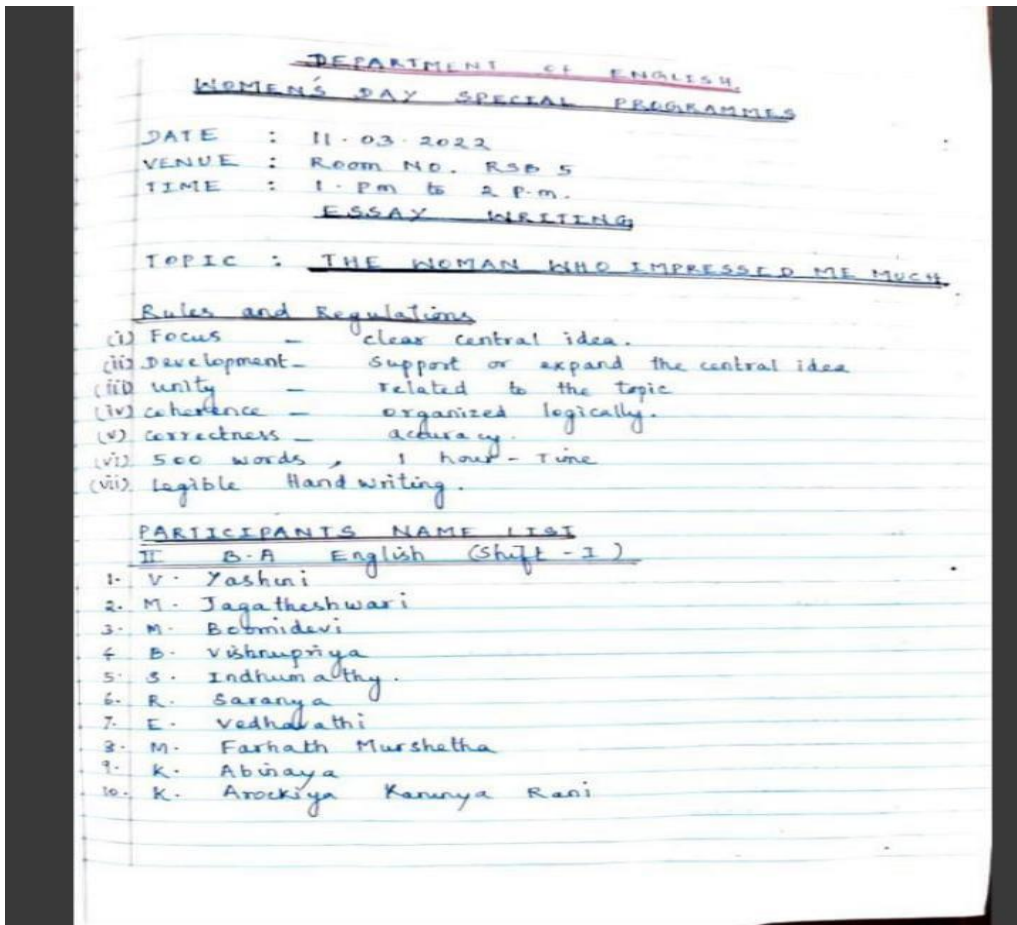 DEPARTMENT of ENGLISH.
WOMEN'S DAY SPECIAL PROGRAMMES
DATE : 11.03.2022
VENUE : Room No. RSB 5
TIME : 1. Pm to 2 P.m.
ESSAY WRITING
TOPIC : THE WOMAN WHO IMPRESSED ME MUCH.
Rules and Regulations
(i) Focus - clear central idea.
(ii) Development - Support or expand the central idea
(iii) unity - related to the topic
(iv) coherence - organized logically.
(v) correctness - accuracy.
(vi) 500 words, 1 hour - Time
(vii) Legible Hand writing.
PARTICIPANTS NAME LIST
II B.A English (Shift - I)
1. V. Yashini
2. M. Jagatheshwari
3. M. Boomidevi
4 B. Vishnupriya
5. S. Indhumathy.
6. R. Saranya
7. E. Vedhavathi
8. M. Farhath Murshetha
9. K. Abinaya
10. K. Arockiya Karunya Rani